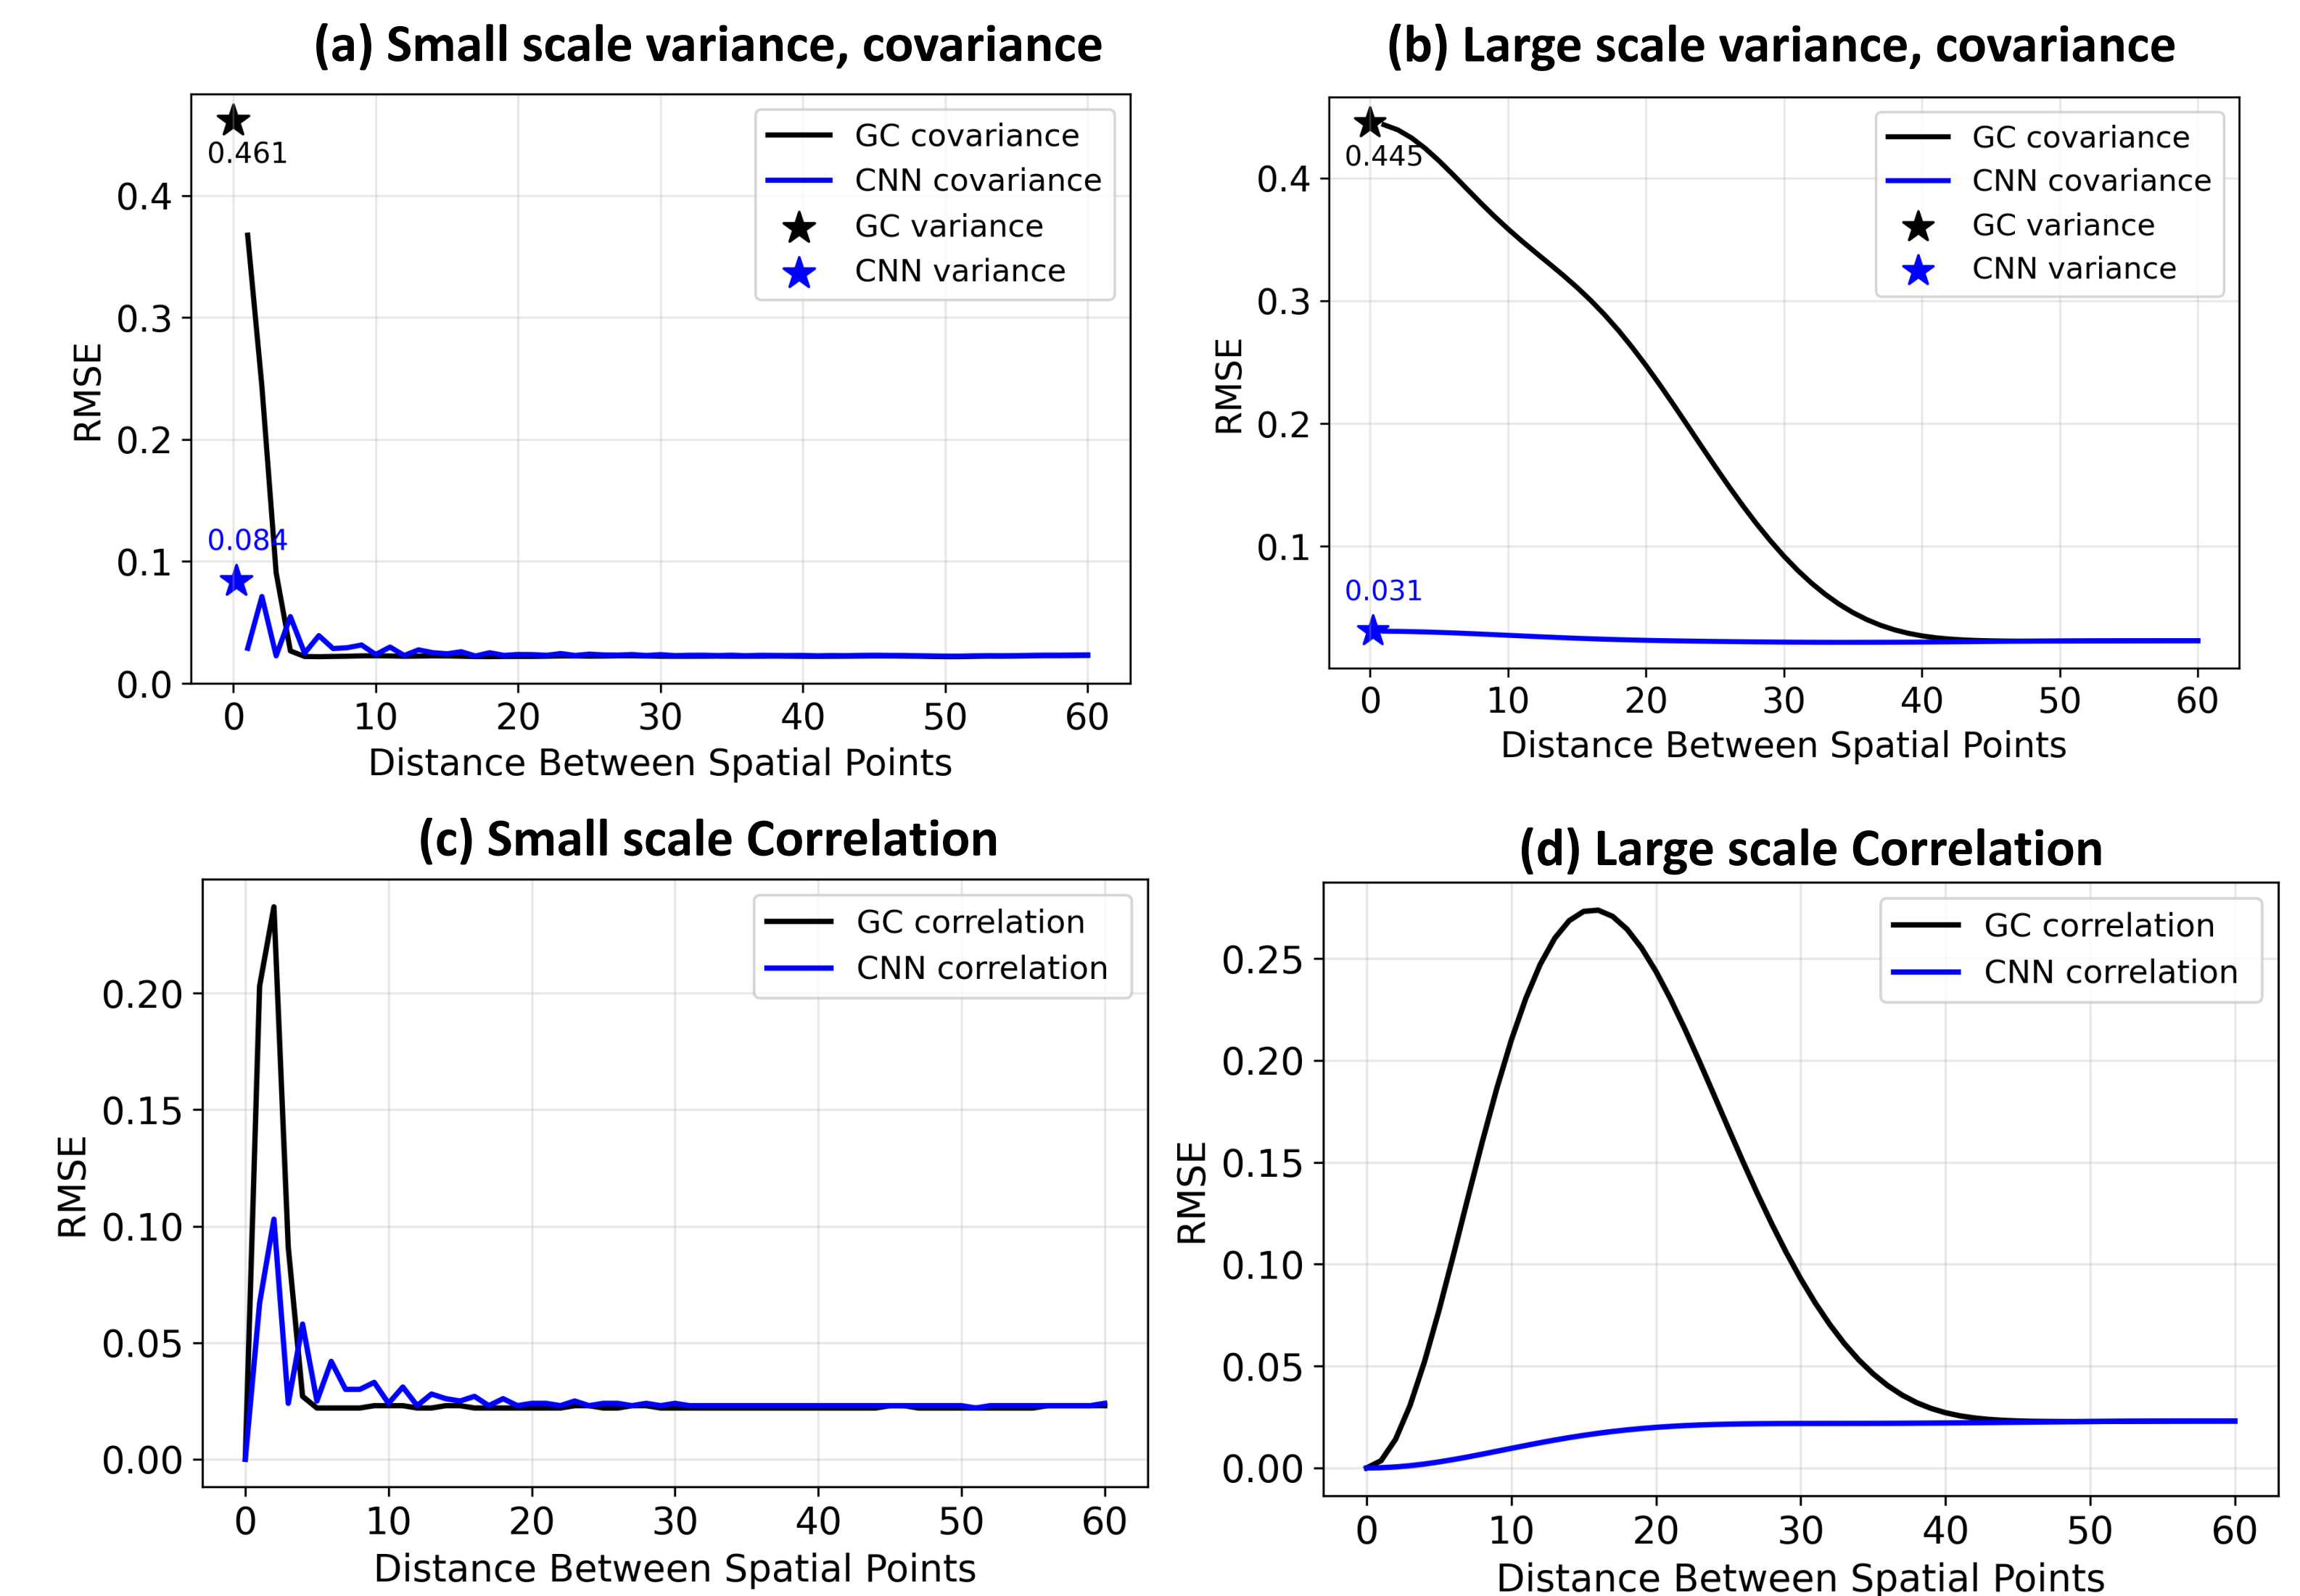 (a) Small scale variance, covariance
0.461
0.084
GC covariance
CNN covariance
GC variance
CNN variance
RMSE
0.4
0.3
0.2
0.1
0.0
0 10 20 30 40 50 60
Distance Between Spatial Points
(b) Large scale variance, covariance
0.445
0.031
GC covariance
CNN covariance
GC variance
CNN variance
RMSE
0.4
0.3
0.2
0.1
0 10 20 30 40 50 60
Distance Between Spatial Points
(c) Small scale Correlation
GC correlation
CNN correlation
RMSE
0.20
0.15
0.10
0.05
0.00
0 10 20 30 40 50 60
Distance Between Spatial Points
(d) Large scale Correlation
GC correlation
CNN correlation
RMSE
0.25
0.20
0.15
0.10
0.05
0.00
0 10 20 30 40 50 60
Distance Between Spatial Points